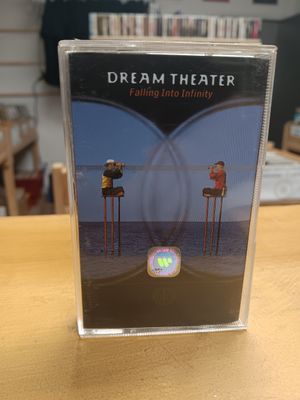 DREAM THEATER
Falling Into Infinity